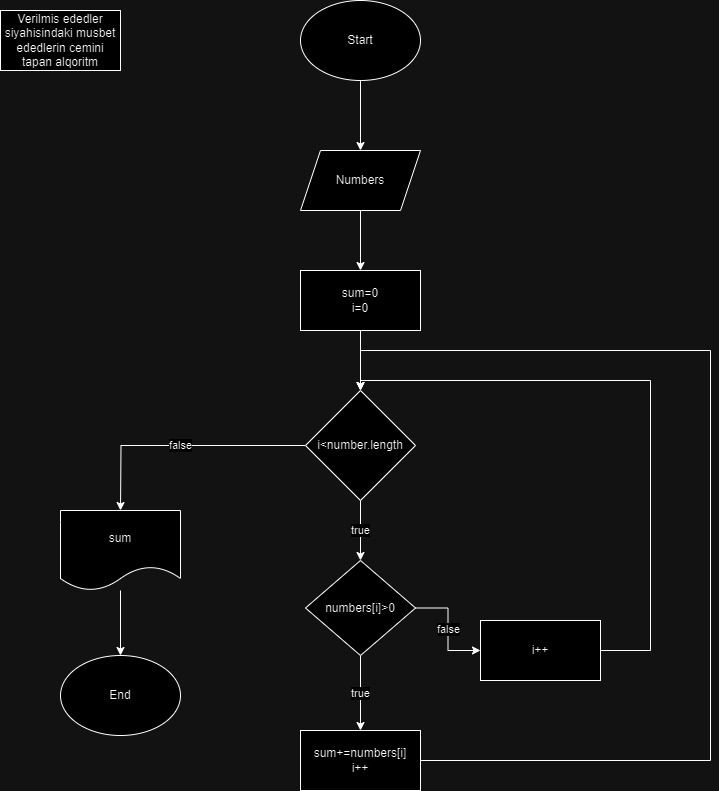 Verilmis ededler
siyahisindaki musbet
ededlerin cemini
tapan alqoritm
Start
Numbers
sum=0
i=0
i<number.length
false
true
sum
numbers[i]>0
false
i++
true
End
sum+=numbers[i]
i++